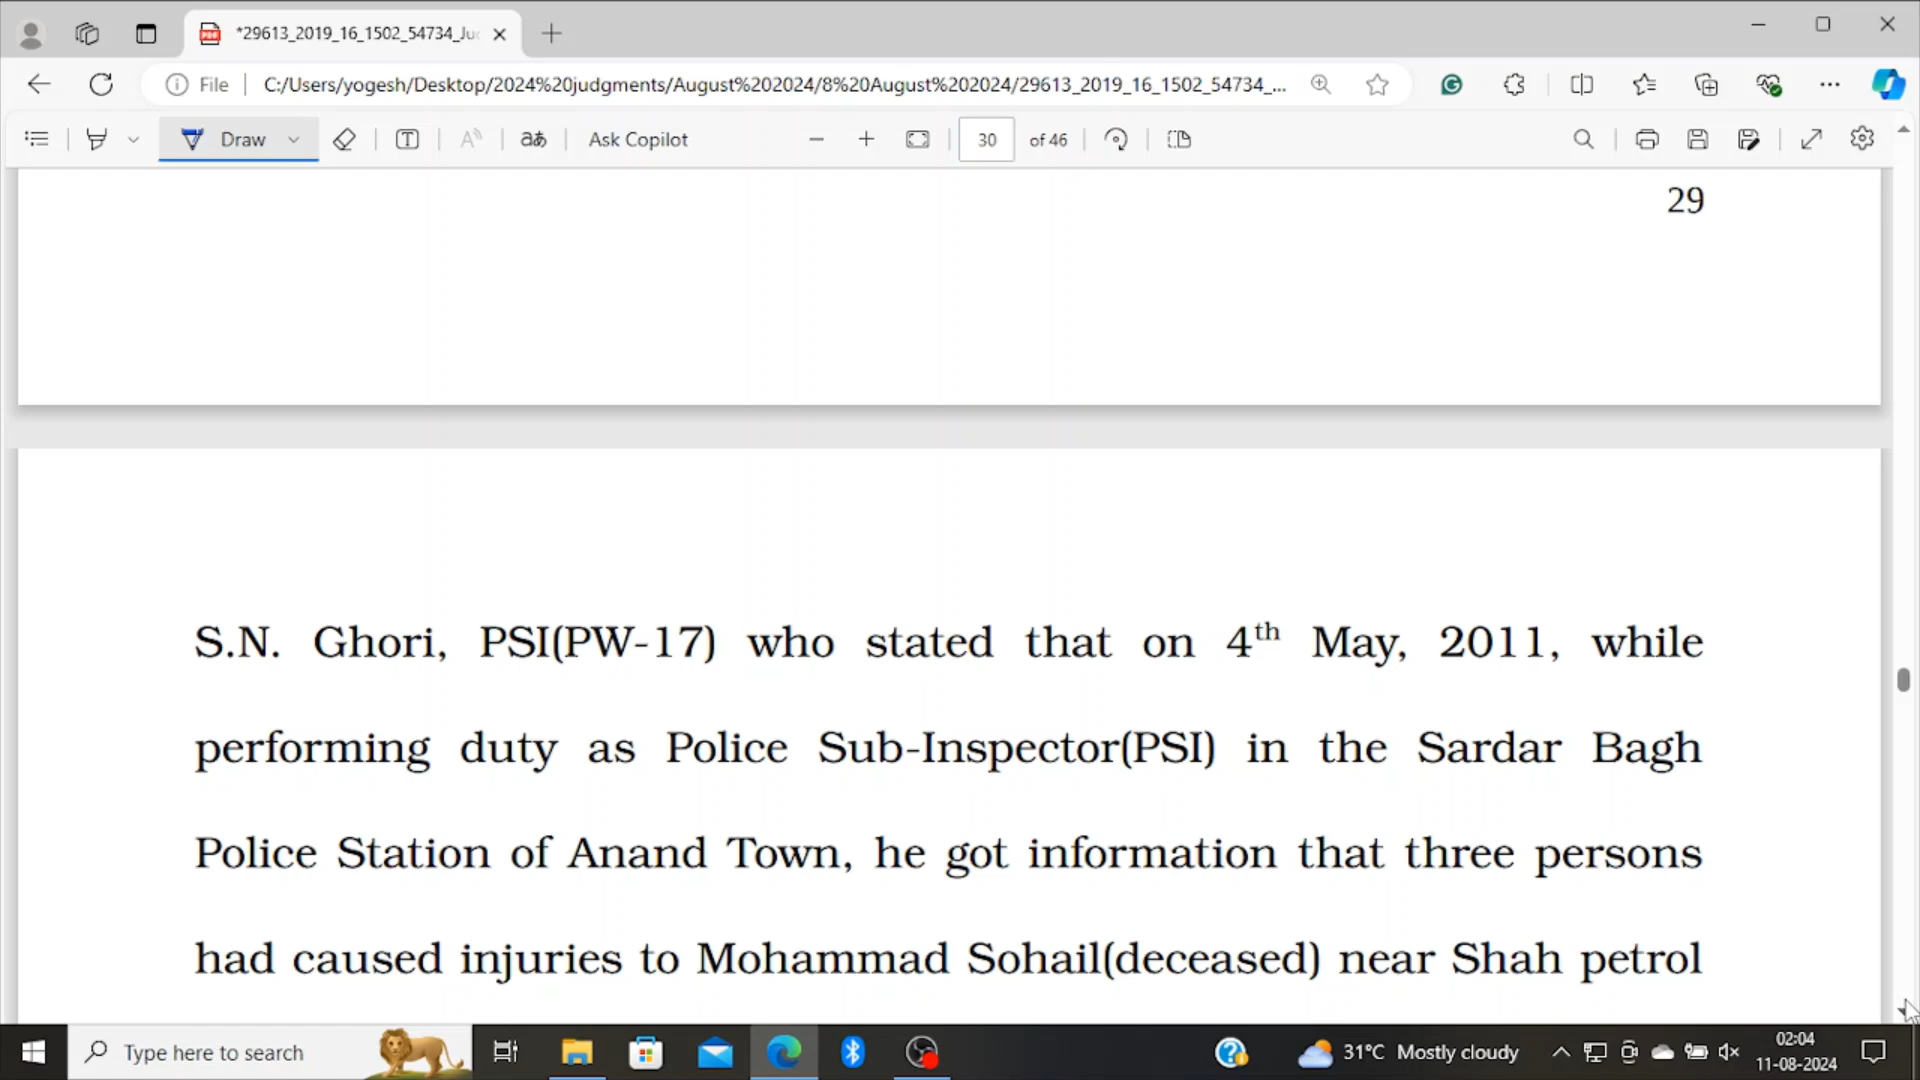 *29613_2019_16_1502_54734_Ju
File
C:/Users/yogesh/Desktop/2024%20judgments/August%202024/8%20August%202024/29613_2019_16_1502_54734_...
Draw
Ask Copilot
30 of 46
29
S.N. Ghori, PSI(PW-17) who stated that on 4th May, 2011, while
performing duty as Police Sub-Inspector(PSI) in the Sardar Bagh
Police Station of Anand Town, he got information that three persons
had caused injuries to Mohammad Sohail(deceased) near Shah petrol
Type here to search
31°C Mostly cloudy
02:04
11-08-2024